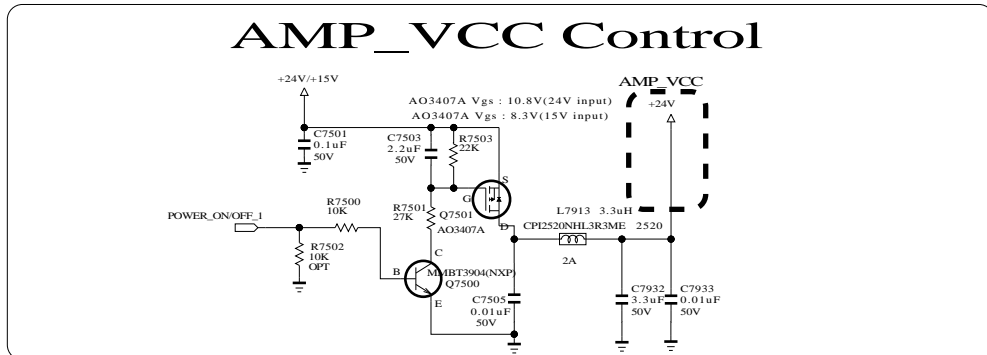 AMP_VCC Control
+24V/+15V
AMP_VCC
+24V
AO3407A Vgs : 10.8V(24V input)
AO3407A Vgs : 8.3V(15V input)
C7501
0.1uF
50V
C7503
2.2uF
50V
R7503
22K
S
G
D
R7501
27K
Q7501
AO3407A
L7913 3.3uH
CPI2520NHL3R3ME 2520
2A
POWER_ON/OFF_1
R7500
10K
R7502
10K
OPT
C
B
E
MMBT3904(NXP)
Q7500
C7505
0.01uF
50V
C7932
3.3uF
50V
C7933
0.01uF
50V